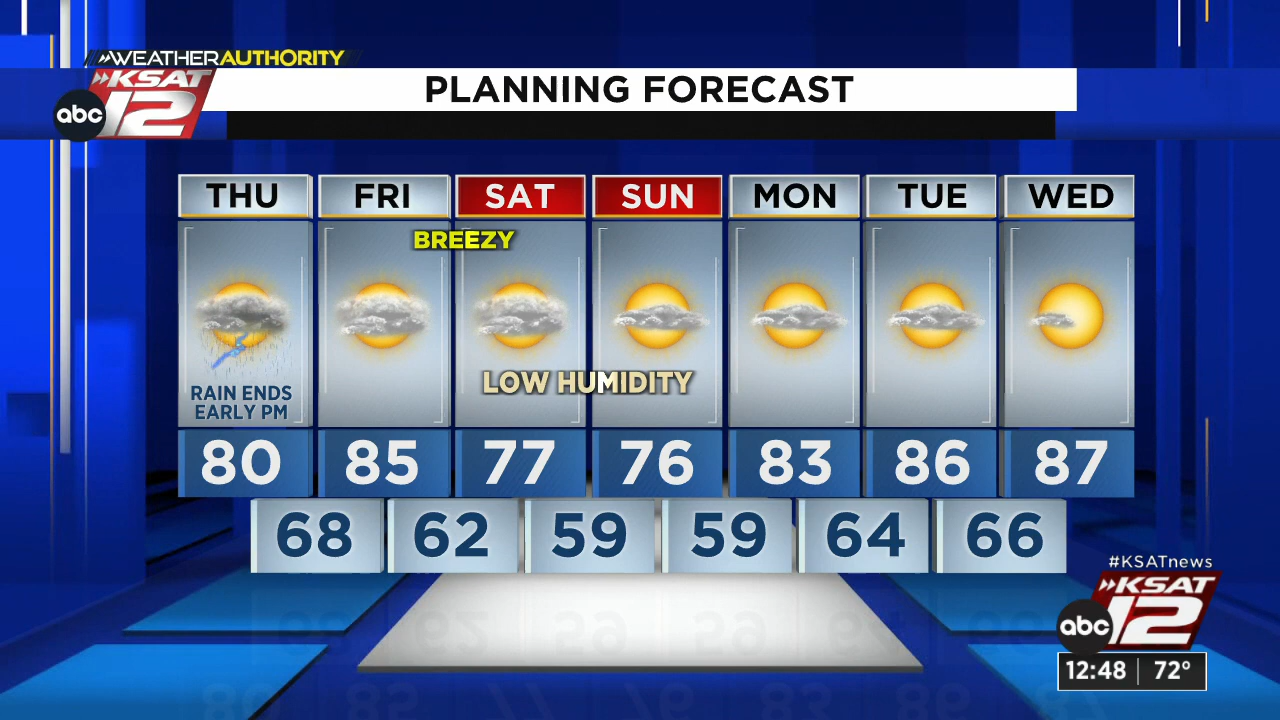 WEATHERAUTHORITY
KSAT
abc 12
PLANNING FORECAST
THU FRI SAT SUN MON TUE WED
BREEZY
LOW HUMIDITY
RAIN ENDS
EARLY PM
80 85 77 76 83 86 87
68 62 59 59 64 66
#KSATnews
KSAT
abc 12
12:48 72°